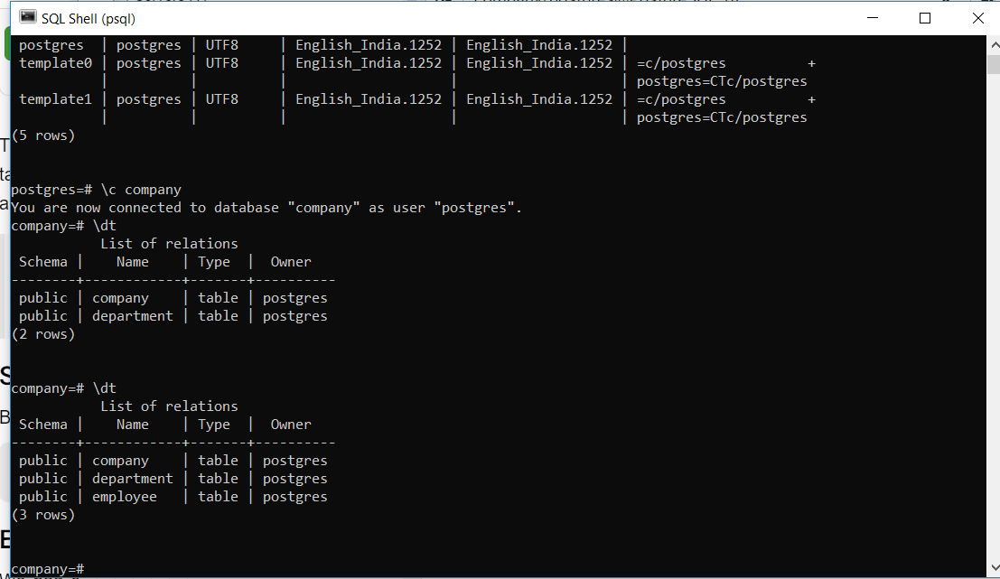 SQL Shell (psql)
 postgres  | postgres | UTF8     | English_India.1252 | English_India.1252 |
 template0 | postgres | UTF8     | English_India.1252 | English_India.1252 | =c/postgres          +
           |          |          |                    |                    | postgres=CTc/postgres
 template1 | postgres | UTF8     | English_India.1252 | English_India.1252 | =c/postgres          +
           |          |          |                    |                    | postgres=CTc/postgres
(5 rows)
postgres=# \c company
You are now connected to database "company" as user "postgres".
company=# \dt
           List of relations
 Schema |    Name    | Type  |  Owner
--------+------------+-------+----------
 public | company    | table | postgres
 public | department | table | postgres
(2 rows)
company=# \dt
           List of relations
 Schema |    Name    | Type  |  Owner
--------+------------+-------+----------
 public | company    | table | postgres
 public | department | table | postgres
 public | employee   | table | postgres
(3 rows)
company=#